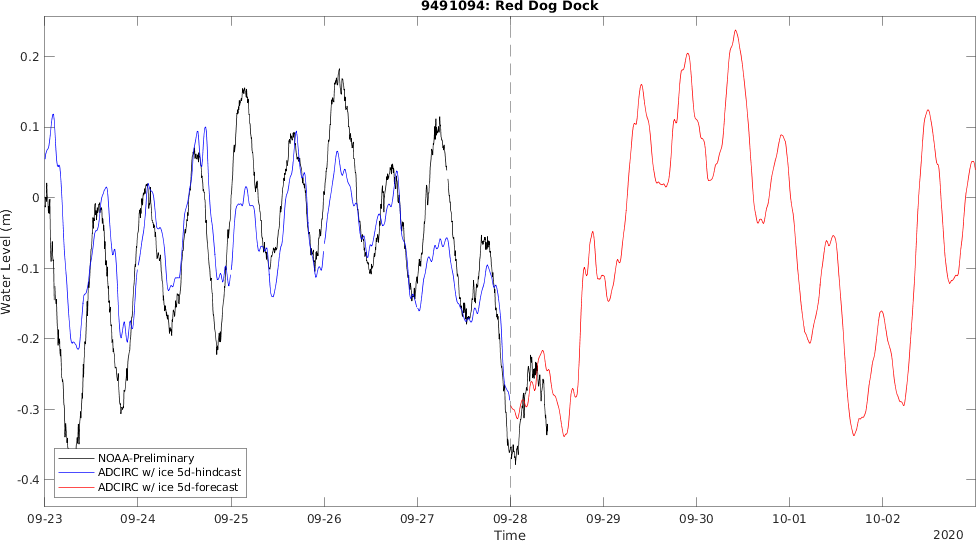 9491094: Red Dog Dock
Water Level (m)
0.2
0.1
0
-0.1
-0.2
-0.3
-0.4
NOAA-Preliminary
ADCIRC w/ ice 5d-hindcast
ADCIRC w/ ice 5d-forecast
09-23 09-24 09-25 09-26 09-27 09-28 09-29 09-30 10-01 10-02
Time
2020